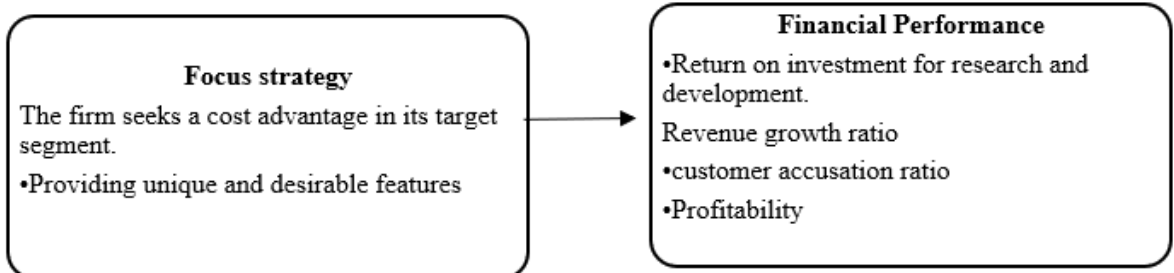 Focus strategy
The firm seeks a cost advantage in its target
segment.
•Providing unique and desirable features
Financial Performance
•Return on investment for research and
development.
Revenue growth ratio
•customer accusation ratio
•Profitability